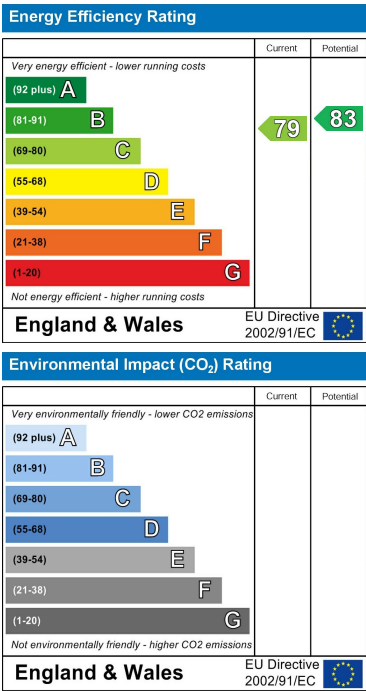 Energy Efficiency Rating
Current Potential
Very energy efficient - lower running costs
(92 plus) A
(81-91) B
(69-80) C
(55-68) D
(39-54) E
(21-38) F
(1-20) G
79 83
Not energy efficient - higher running costs
England & Wales EU Directive
2002/91/EC
Environmental Impact (CO₂) Rating
Current Potential
Very environmentally friendly - lower CO2 emissions
(92 plus) A
(81-91) B
(69-80) C
(55-68) D
(39-54) E
(21-38) F
(1-20) G
Not environmentally friendly - higher CO2 emissions
England & Wales EU Directive
2002/91/EC